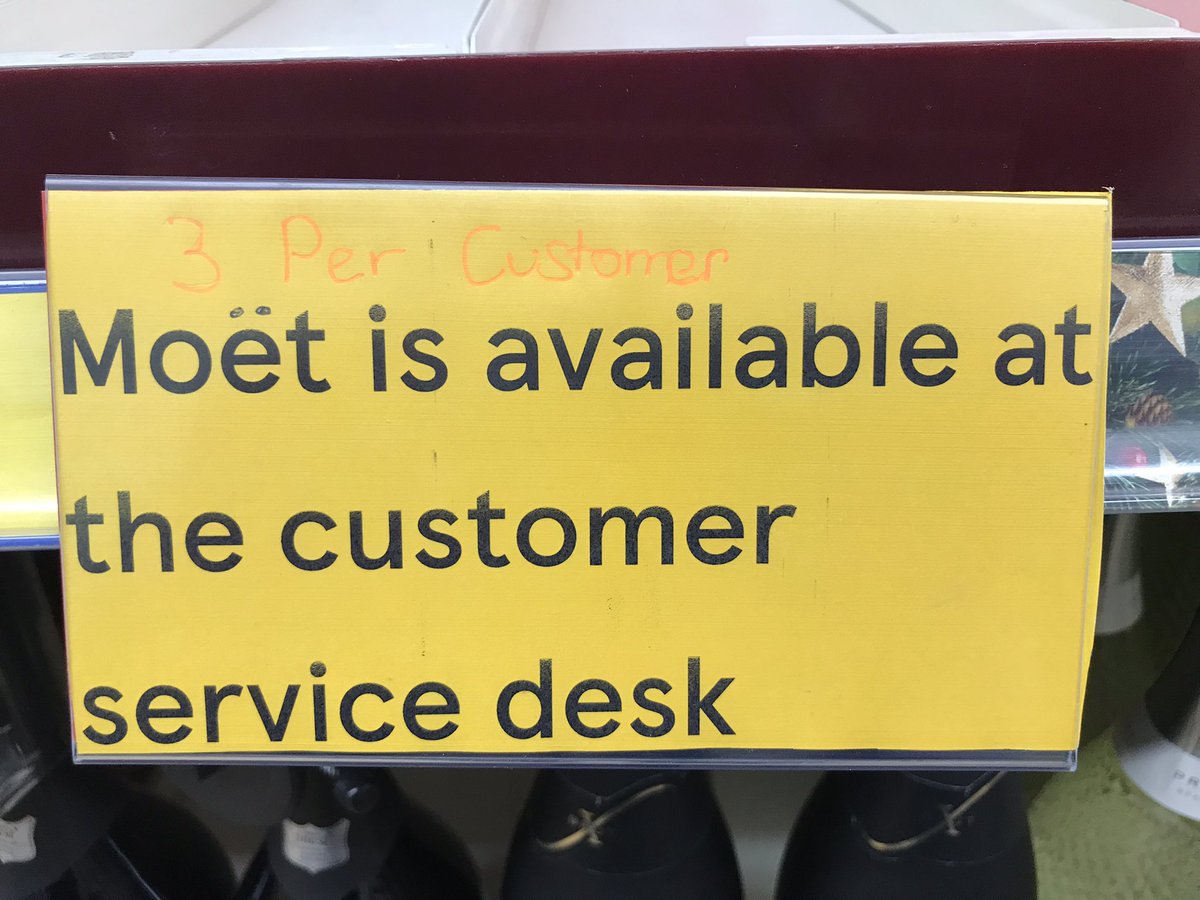 3 Per Customer
Moët is available at
the customer
service desk